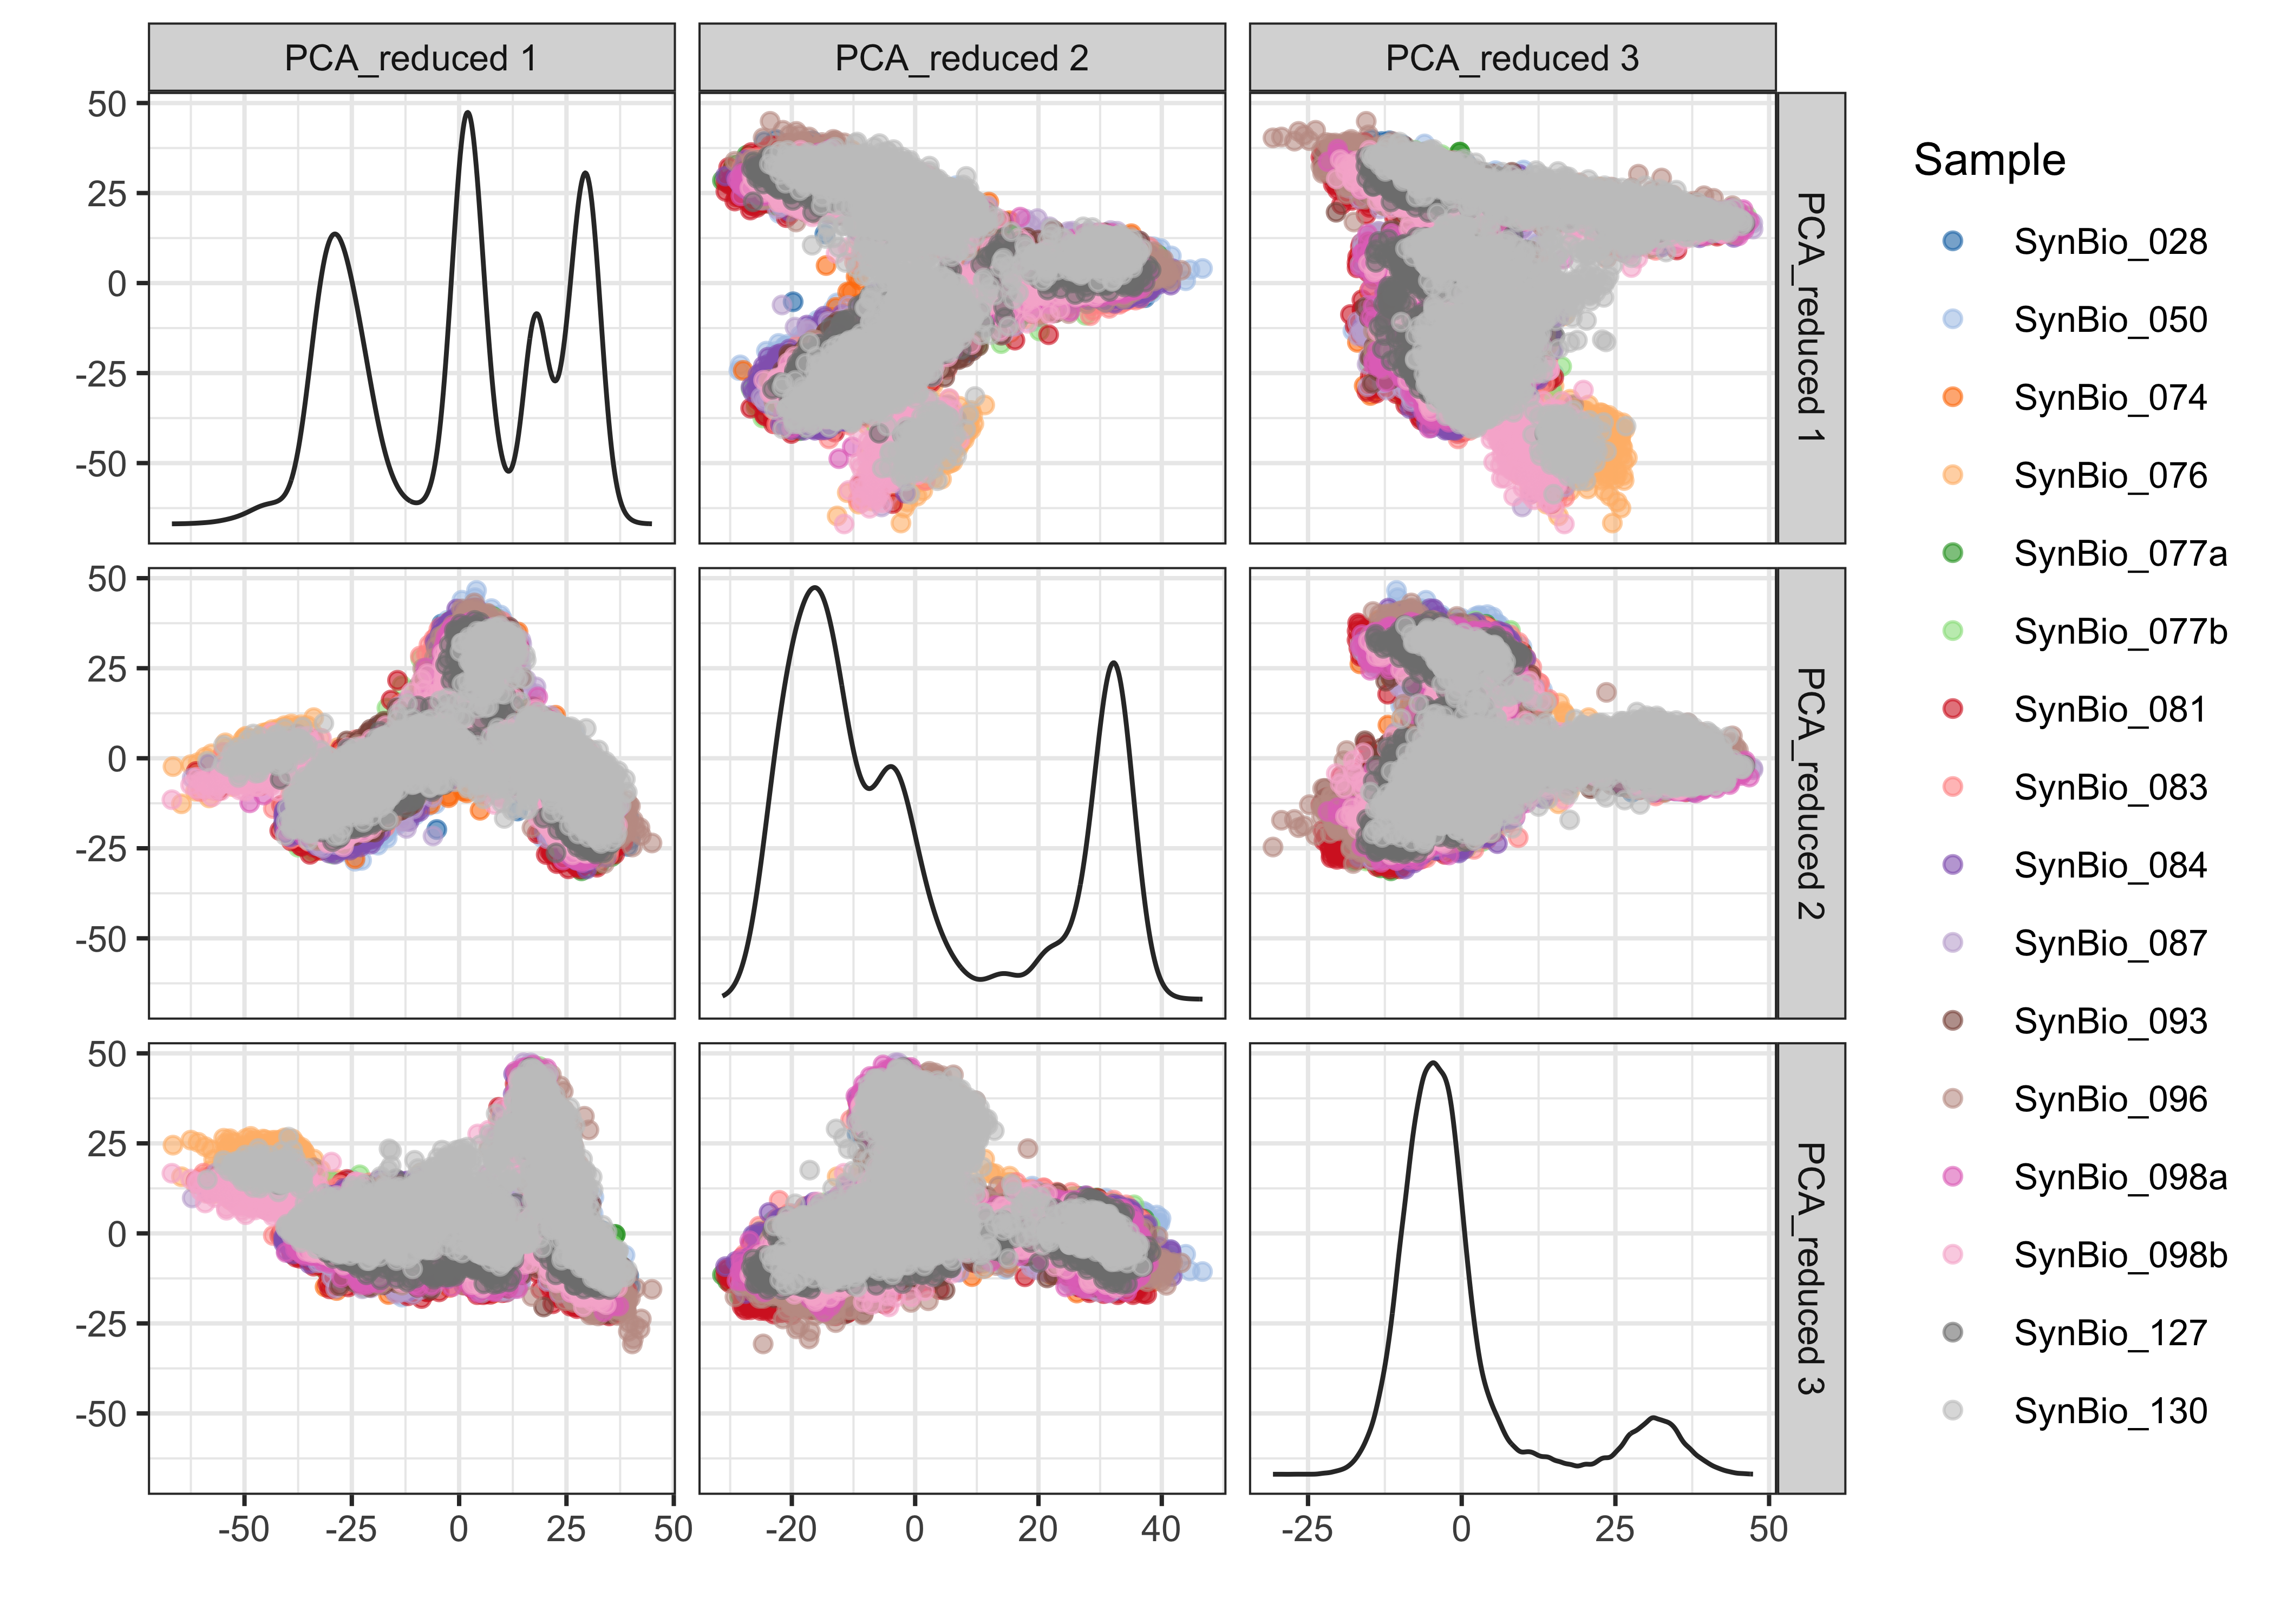 PCA_reduced 1
PCA_reduced 2
PCA_reduced 3
50
25
0
-25
-50
PCA_reduced 1
50
25
0
-25
-50
PCA_reduced 2
50
25
0
-25
-50
PCA_reduced 3
-50 -25 0 25 50
-20 0 20 40
-25 0 25 50
Sample
SynBio_028
SynBio_050
SynBio_074
SynBio_076
SynBio_077a
SynBio_077b
SynBio_081
SynBio_083
SynBio_084
SynBio_087
SynBio_093
SynBio_096
SynBio_098a
SynBio_098b
SynBio_127
SynBio_130